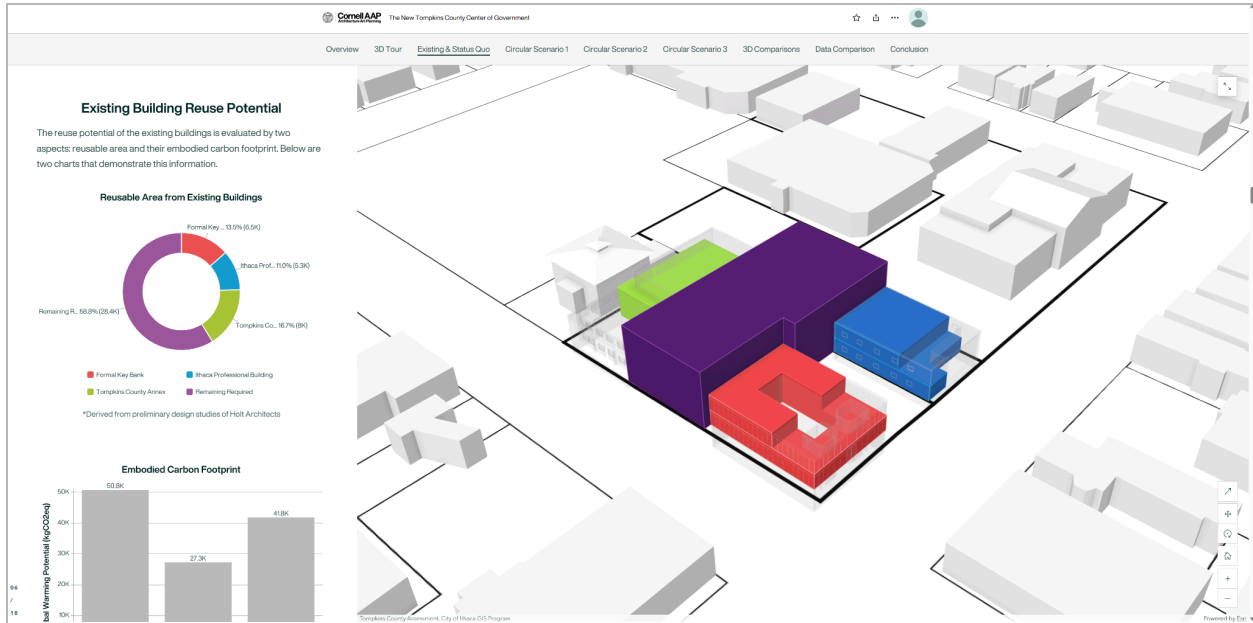 Cornell AAP
Architecture Art Planning
The New Tompkins County Center of Government
Overview
3D Tour
Existing & Status Quo
Circular Scenario 1
Circular Scenario 2
Circular Scenario 3
3D Comparisons
Data Comparison
Conclusion
Existing Building Reuse Potential
The reuse potential of the existing buildings is evaluated by two
aspects: reusable area and their embodied carbon footprint. Below are
two charts that demonstrate this information.
Reusable Area from Existing Buildings
Formal Key ... 13.5% (6.5K)
Ithaca Prof... 11.0% (5.3K)
Remaining R... 58.8% (28.4K)
Tompkins Co... 16.7% (8K)
Formal Key Bank
Ithaca Professional Building
Tompkins County Annex
Remaining Required
*Derived from preliminary design studies of Holt Architects
Embodied Carbon Footprint
50.8K
50K
41.8K
40K
27.3K
30K
20K
10K
bal Warming Potential (kgCO2eq)
06
/
18
Tompkins County Assessment, City of Ithaca GIS Program
Powered by Esri